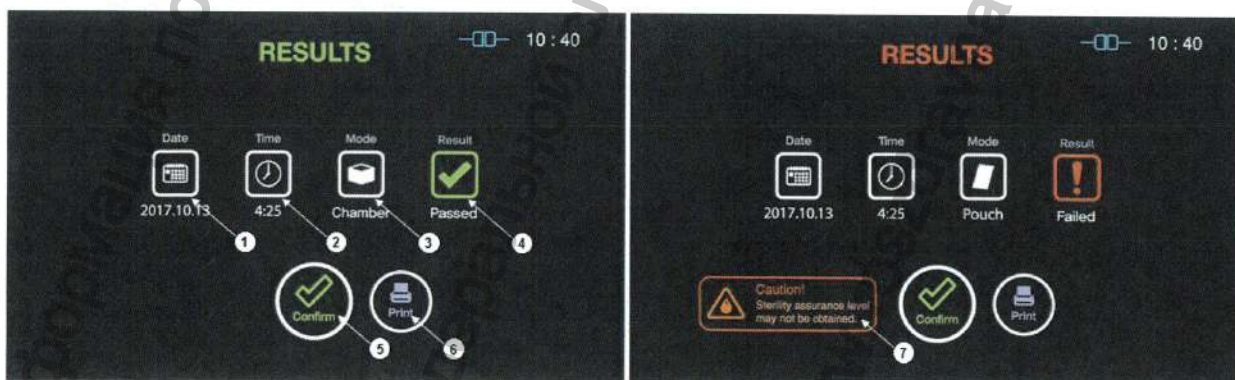 RESULTS
10 : 40
Date
Time
Mode
Result
2017.10.13
4:25
Chamber
Passed
1
2
3
4
Confirm
Print
5
6
RESULTS
10 : 40
Date
Time
Mode
Result
2017.10.13
4:25
Pouch
Failed
Caution!
Sterility assurance level
may not be obtained.
Confirm
Print
7